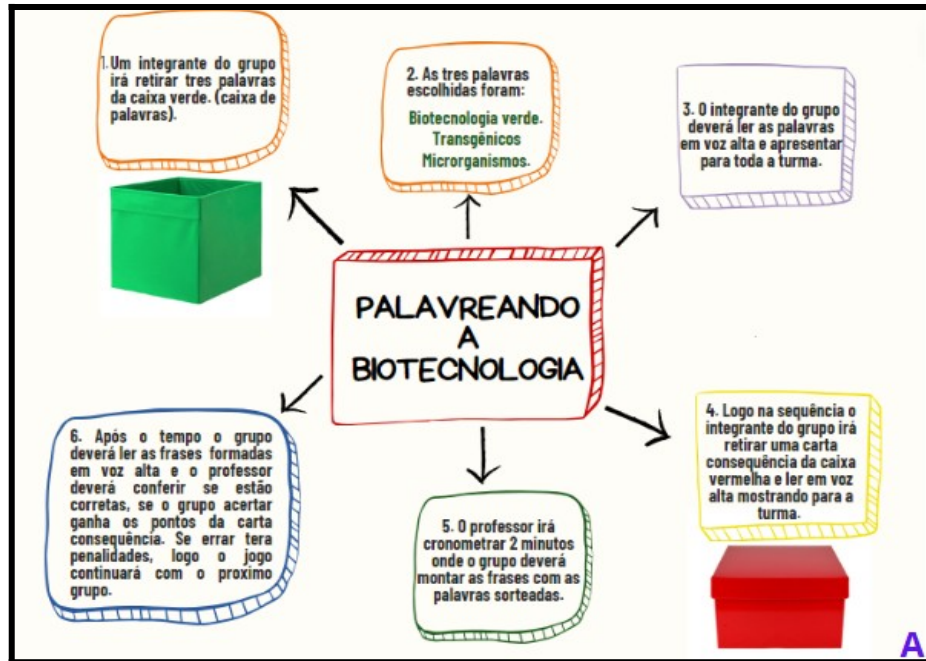 1. Um integrante do grupo
irá retirar tres palavras
da caixa verde. (caixa de
palavras).
2. As tres palavras
escolhidas foram:
Biotecnologia verde.
Transgênicos
Microrganismos.
3. O integrante do grupo
deverá ler as palavras
em voz alta e apresentar
para toda a turma.
PALAVREANDO
A
BIOTECNOLOGIA
4. Logo na sequência o
integrante do grupo irá
retirar uma carta
consequência da caixa
vermelha e ler em voz
alta mostrando para a
turma.
5. O professor irá
cronometrar 2 minutos
onde o grupo deverá
montar as frases com as
palavras sorteadas.
6. Após o tempo o grupo
deverá ler as frases formadas
em voz alta e o professor
deverá conferir se estão
corretas, se o grupo acertar
ganha os pontos da carta
consequência. Se errar tera
penalidades, logo o jogo
continuará com o proximo
grupo.
A